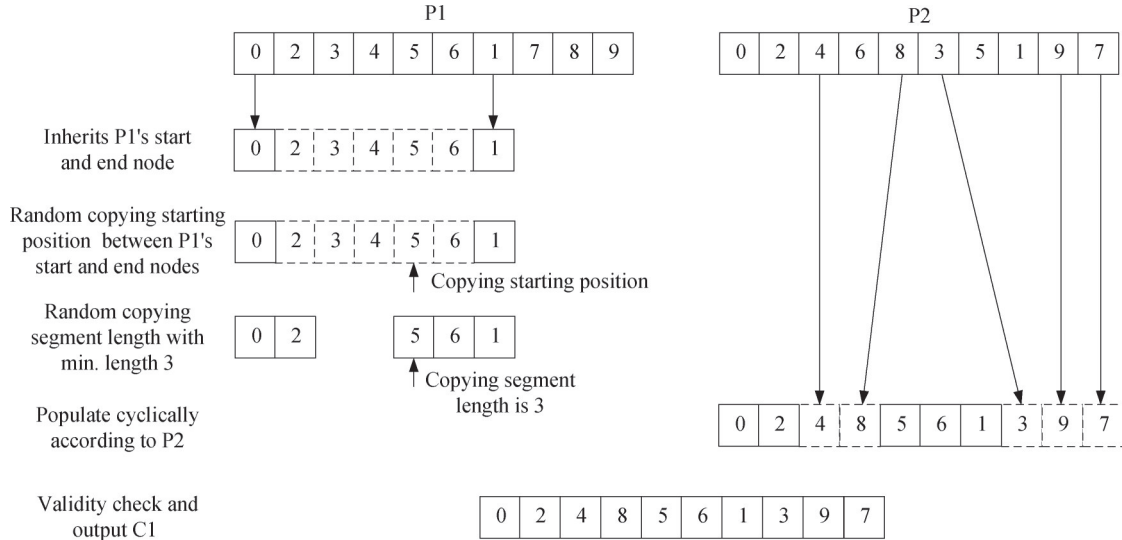 P1
P2
0 2 3 4 5 6 1 7 8 9
0 2 4 6 8 3 5 1 9 7
Inherits P1's start
and end node
0 2 3 4 5 6 1
Random copying starting
position between P1's
start and end nodes
0 2 3 4 5 6 1
Copying starting position
Random copying
segment length with
min. length 3
0 2 5 6 1
Copying segment
length is 3
Populate cyclically
according to P2
0 2 4 8 5 6 1 3 9 7
Validity check and
output C1
0 2 4 8 5 6 1 3 9 7